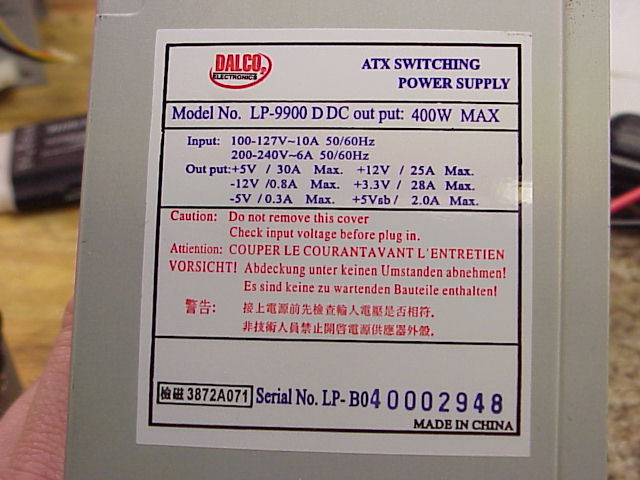 DALCO
ELECTRONICS
ATX SWITCHING
POWER SUPPLY
Model No. LP-9900 D DC out put: 400W MAX
Input: 100-127V~10A 50/60Hz
200-240V~6A 50/60Hz
Out put:+5V / 30A Max. +12V / 25A Max.
-12V /0.8A Max. +3.3V / 28A Max.
-5V / 0.3A Max. +5Vsb / 2.0A Max.
Caution: Do not remove this cover
Check input voltage before plug in.
Aittention: COUPER LE COURANTAVANT L'ENTRETIEN
VORSICHT! Abdeckung unter keinen Umstanden abnehmen!
Es sind keine zu wartenden Bauteile enthalten!
警告: 接上電源前先檢查輸人電壓是否相符.
非技術人員禁止開啓電源供應器外殼.
檢磁 3872A071 Serial No. LP- B040002948
MADE IN CHINA